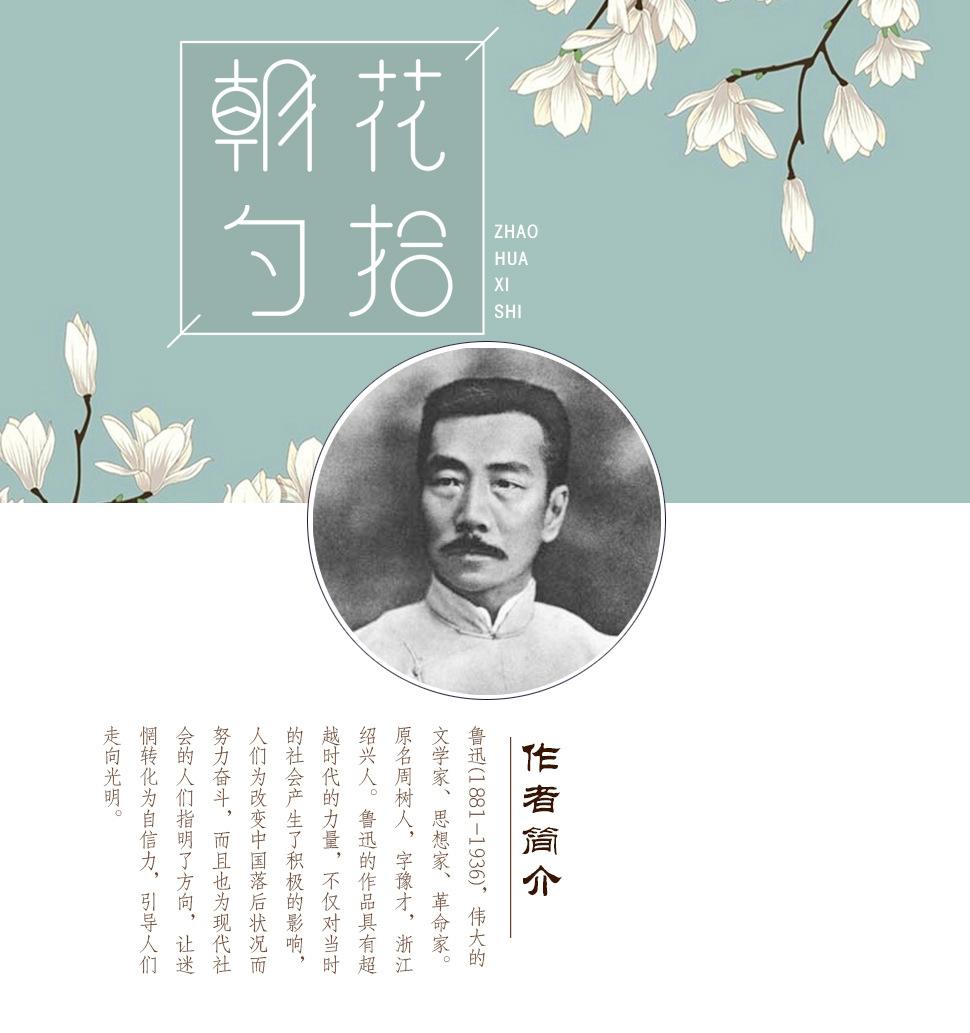 朝花
夕拾
ZHAO
HUA
XI
SHI
作者简介
鲁迅(1881-1936)，伟大的
文学家、思想家、革命家。
原名周树人，字豫才，浙江
绍兴人。鲁迅的作品具有超
越时代的力量，不仅对当时
的社会产生了积极的影响，
人们为改变中国落后状况而
努力奋斗，而且也为现代社
会的人们指明了方向，让迷
惘转化为自信力，引导人们
走向光明。